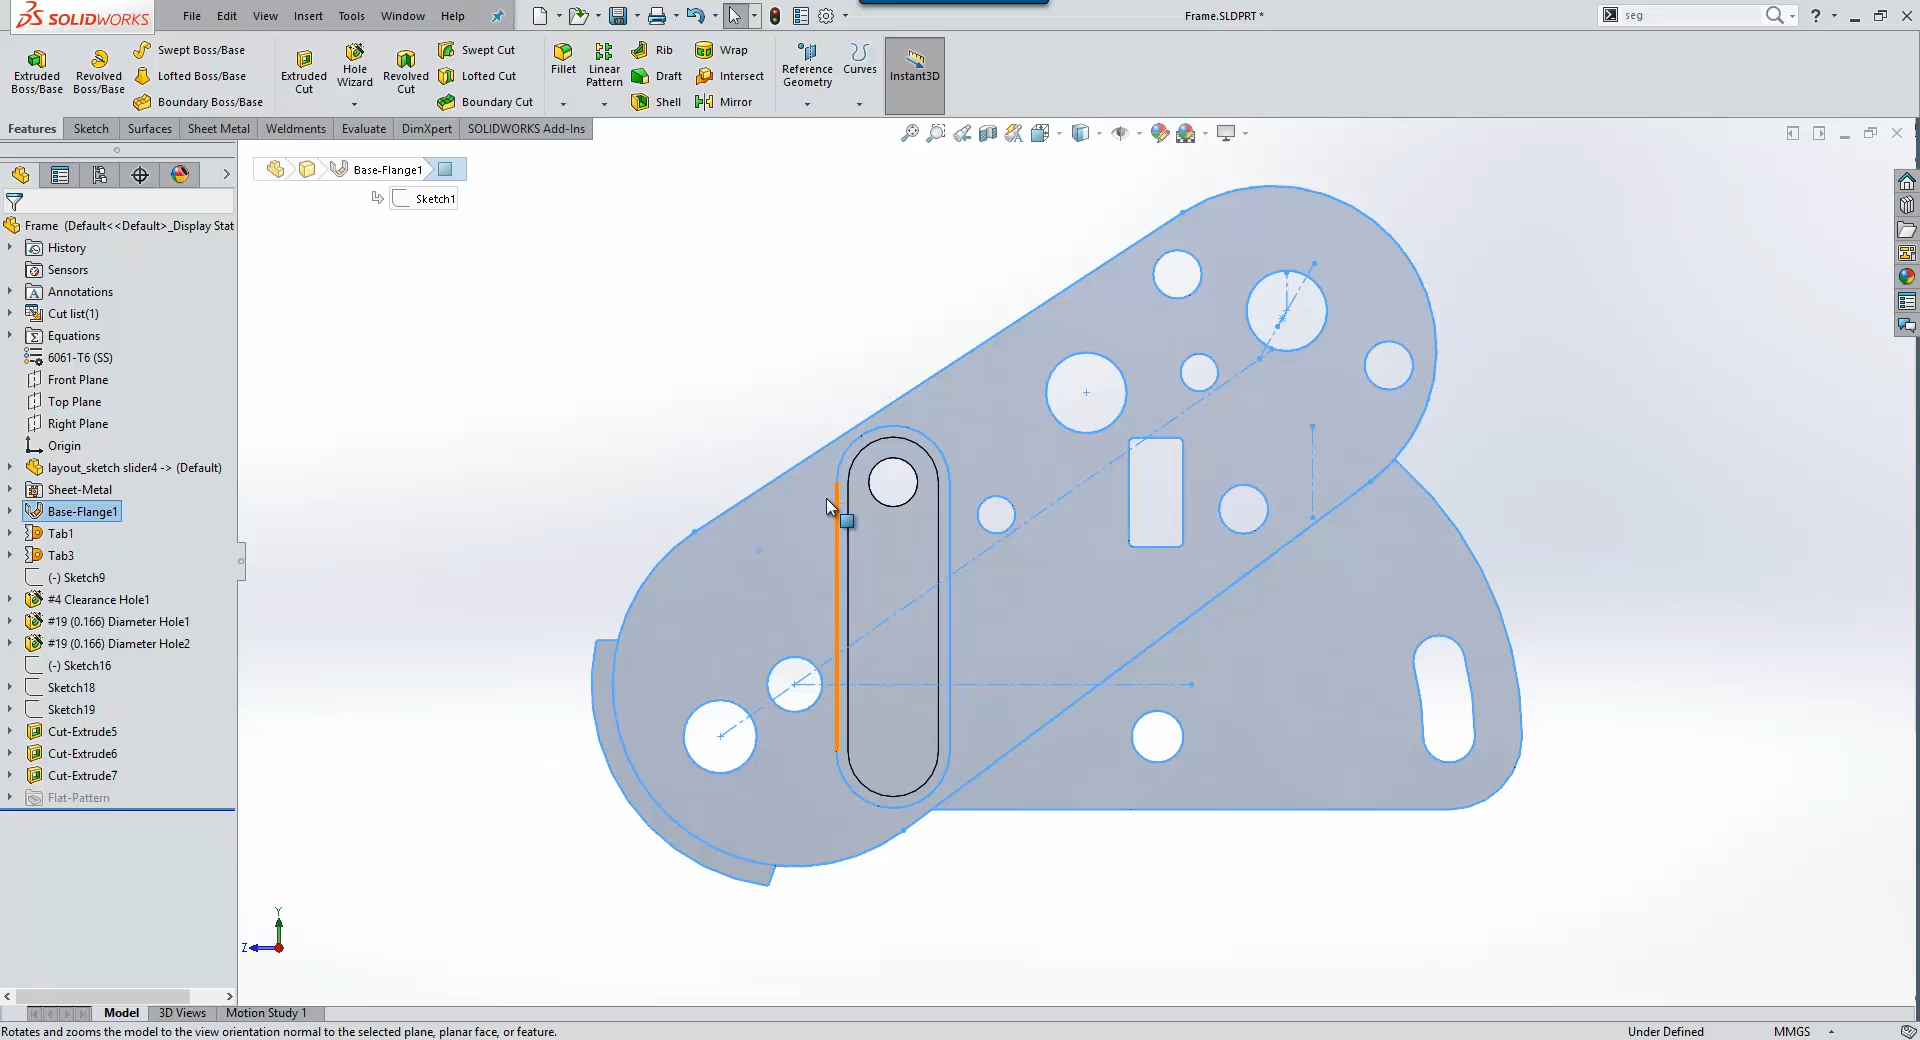 SOLIDWORKS
File Edit View Insert Tools Window Help
Frame.SLDPRT *
seg
?
Extruded Boss/Base
Revolved Boss/Base
Swept Boss/Base
Lofted Boss/Base
Boundary Boss/Base
Extruded Cut
Hole Wizard
Revolved Cut
Swept Cut
Lofted Cut
Boundary Cut
Fillet
Linear Pattern
Rib
Draft
Shell
Wrap
Intersect
Mirror
Reference Geometry
Curves
Instant3D
Features Sketch Surfaces Sheet Metal Weldments Evaluate DimXpert SOLIDWORKS Add-Ins
Base-Flange1
Sketch1
Frame (Default<<Default>_Display Stat
History
Sensors
Annotations
Cut list(1)
Equations
6061-T6 (SS)
Front Plane
Top Plane
Right Plane
Origin
layout_sketch slider4 -> (Default)
Sheet-Metal
Base-Flange1
Tab1
Tab3
(-) Sketch9
#4 Clearance Hole1
#19 (0.166) Diameter Hole1
#19 (0.166) Diameter Hole2
(-) Sketch16
Sketch18
Sketch19
Cut-Extrude5
Cut-Extrude6
Cut-Extrude7
Flat-Pattern
Y
Z
Model 3D Views Motion Study 1
Rotates and zooms the model to the view orientation normal to the selected plane, planar face, or feature.
Under Defined MMGS